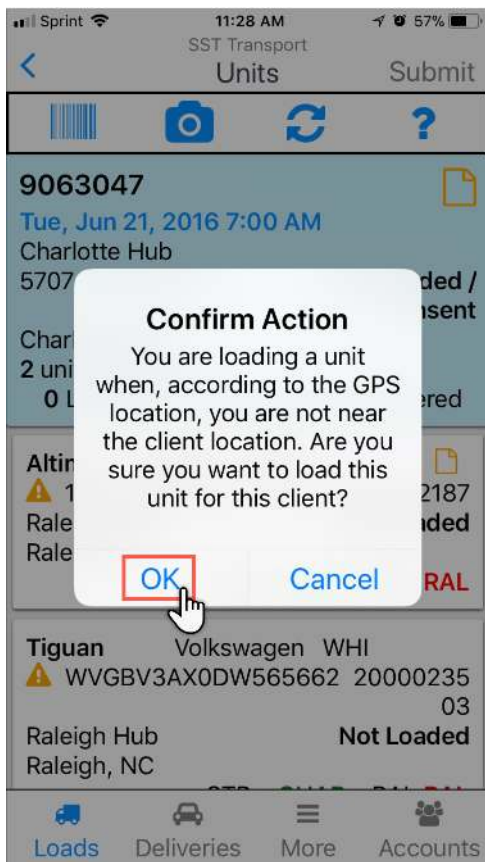 Sprint 11:28 AM 57%
SST Transport
Units Submit
?
9063047
Tue, Jun 21, 2016 7:00 AM
Charlotte Hub
5707 ded /
Char
2 uni
0 ered
Confirm Action
You are loading a unit
when, according to the GPS
location, you are not near
the client location. Are you
sure you want to load this
unit for this client?
OK Cancel
Altin
1 2187
Rale
Rale RAL
Tiguan Volkswagen WHI
WVGBV3AX0DW565662 20000235
03
Raleigh Hub Not Loaded
Raleigh, NC
Loads Deliveries More Accounts